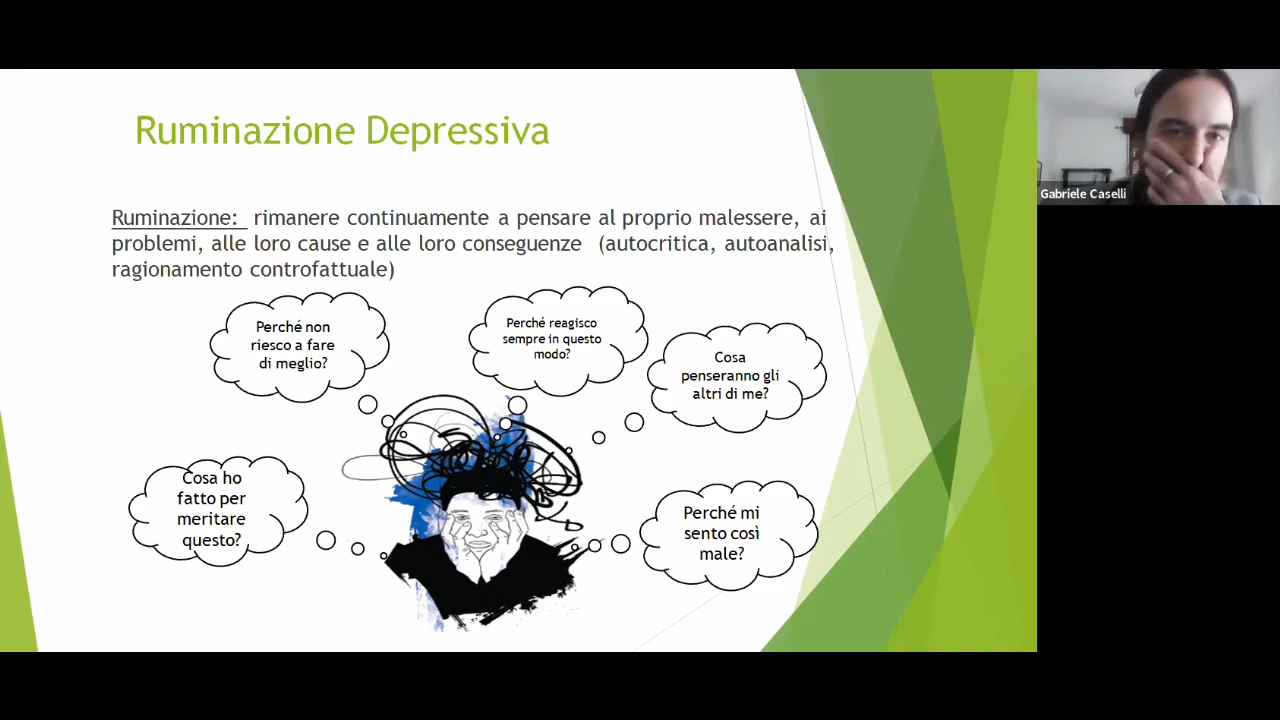 Ruminazione Depressiva
Gabriele Caselli
Ruminazione: rimanere continuamente a pensare al proprio malessere, ai
problemi, alle loro cause e alle loro conseguenze (autocritica, autoanalisi,
ragionamento controfattuale)
Perché non
riesco a fare
di meglio?
Perché reagisco
sempre in questo
modo?
Cosa
penseranno gli
altri di me?
Cosa ho
fatto per
meritare
questo?
Perché mi
sento così
male?